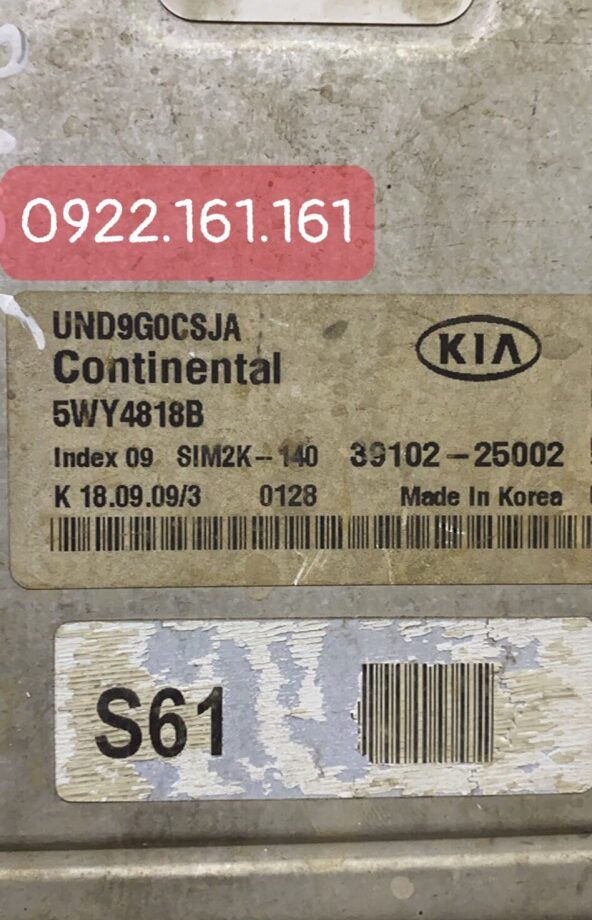 0922.161.161
UND9G0CSJA
Continental
KIA
5WY4818B
Index 09 SIM2K-140 39102-25002
K 18.09.09/3 0128 Made In Korea
S61